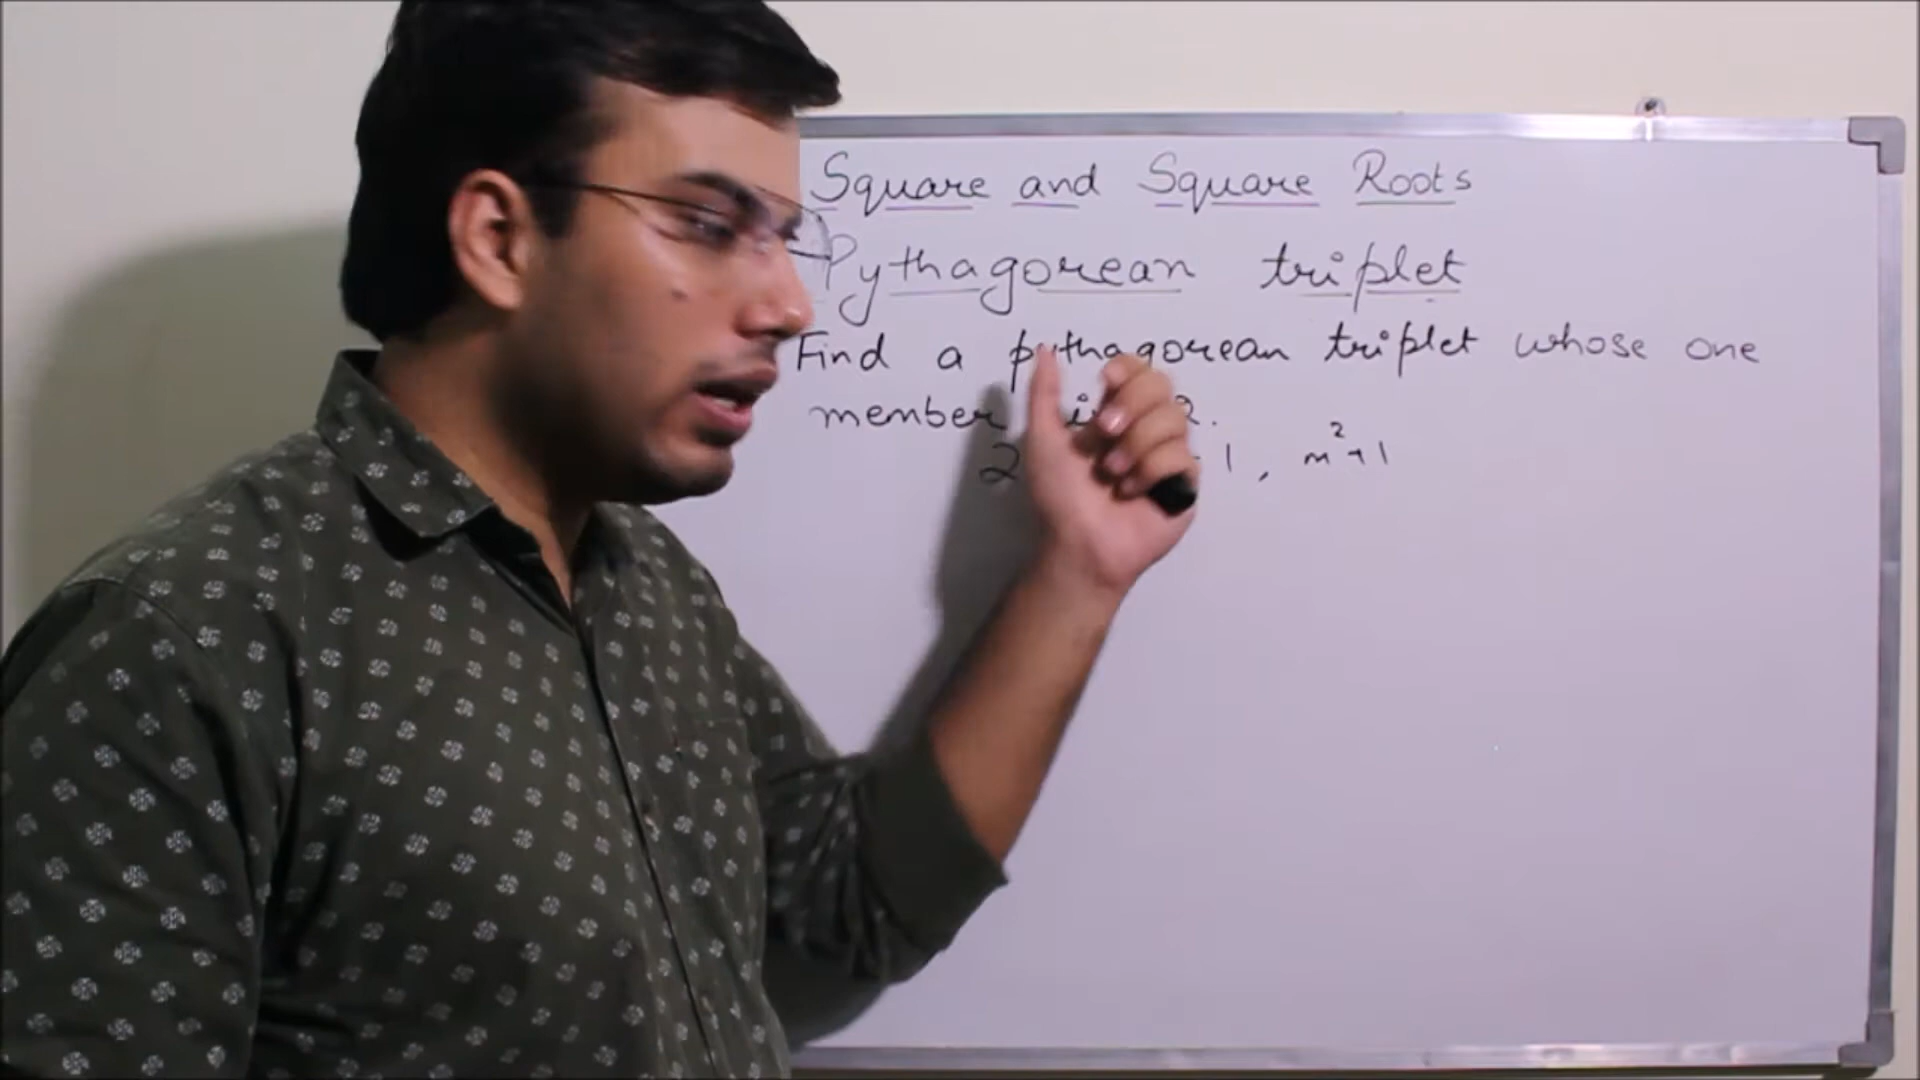 Square and Square Roots
Pythagorean triplet
Find a pythagorean triplet whose one
member
2 1 , m²+1